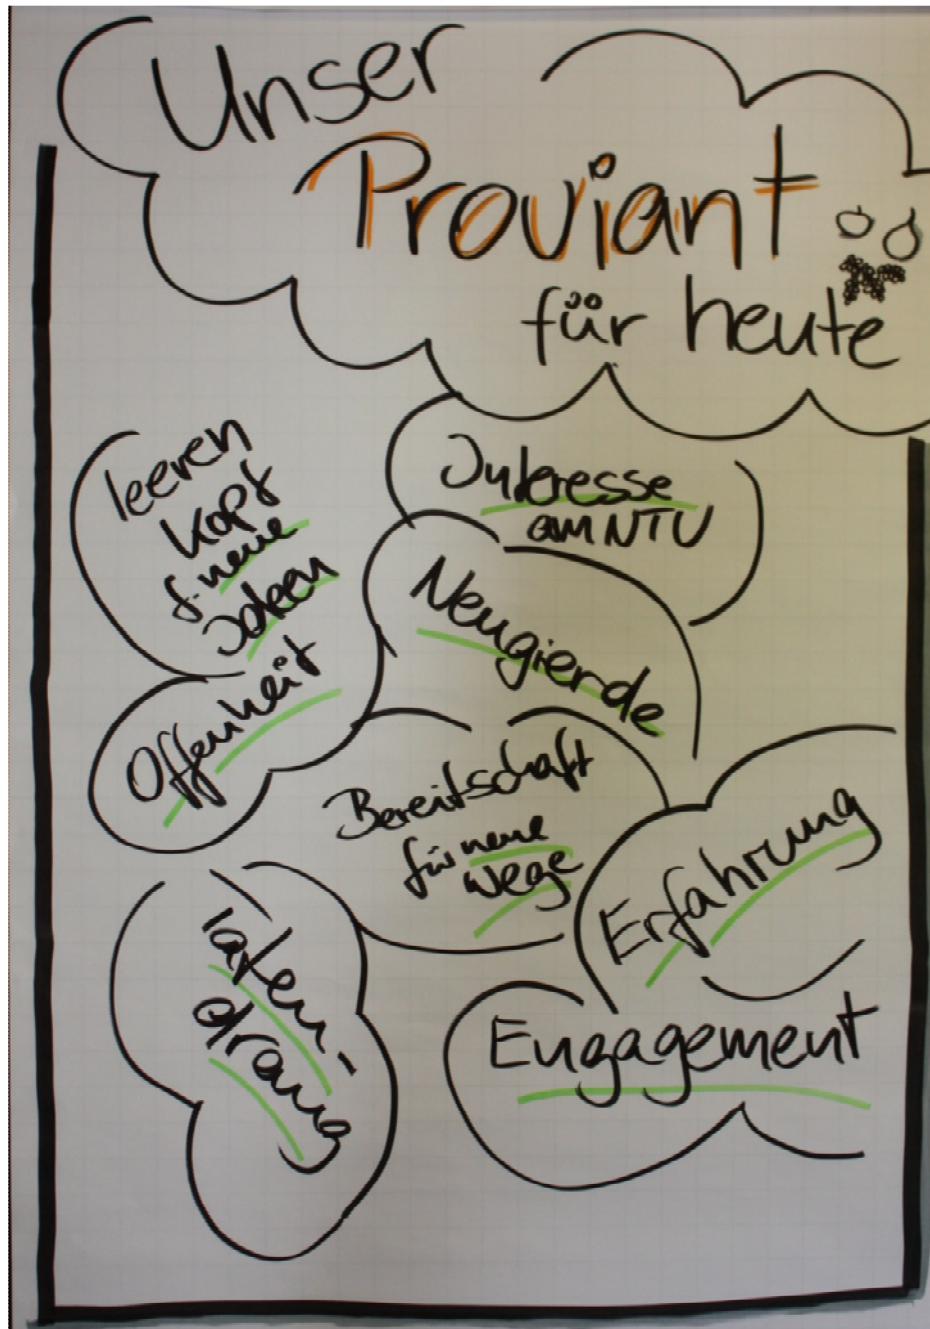 Unser
Proviant
für heute
leeren
Kopf
f. neue
Ideen
Interesse
am NTU
Neugierde
Offenheit
Bereitschaft
für neue
Wege
Erfahrung
Taten-
drang
Engagement